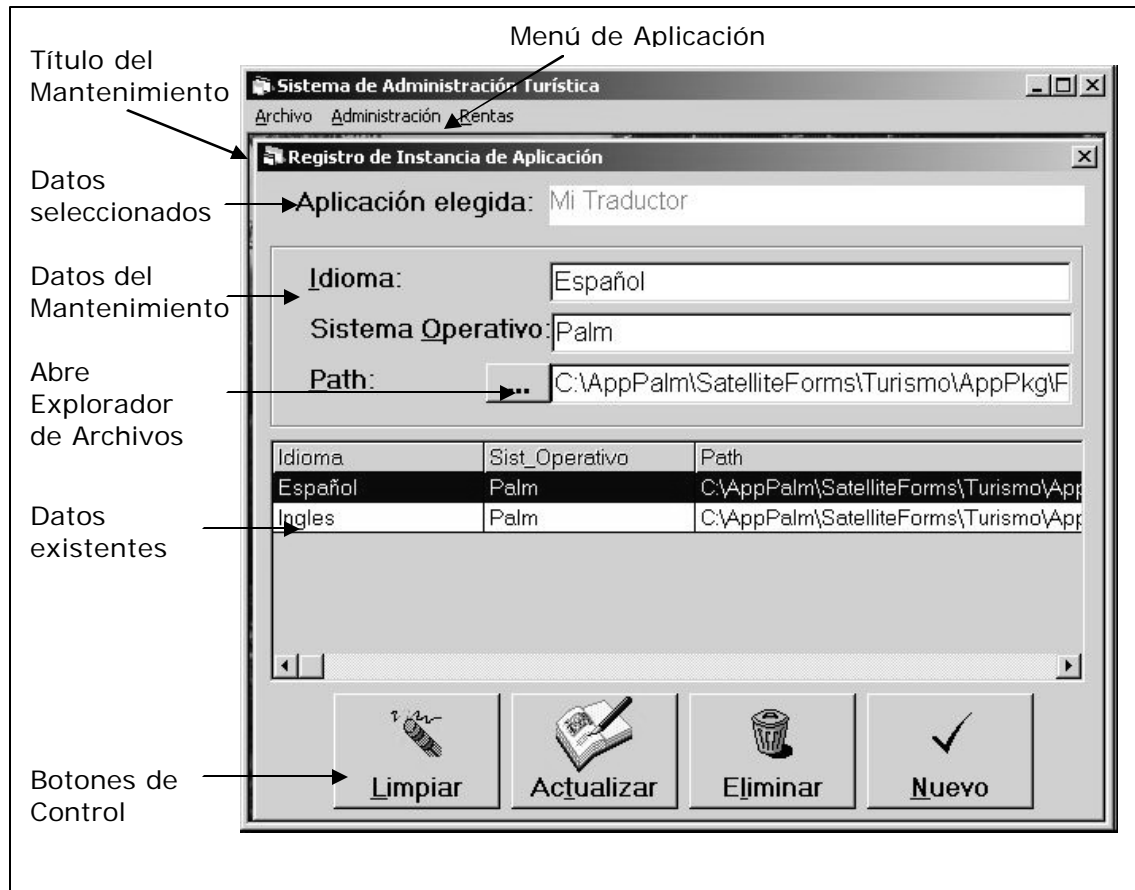 Menú de Aplicación
Título del
Mantenimiento
Sistema de Administración Turística
Archivo Administración Rentas
Registro de Instancia de Aplicación
Datos
seleccionados
Aplicación elegida: Mi Traductor
Datos del
Mantenimiento
Idioma: Español
Sistema Operativo: Palm
Abre
Explorador
de Archivos
Path: ... C:\AppPalm\SatelliteForms\Turismo\AppPkg\F
Idioma Sist_Operativo Path
Español Palm C:\AppPalm\SatelliteForms\Turismo\App
Ingles Palm C:\AppPalm\SatelliteForms\Turismo\App
Datos
existentes
Botones de
Control
Limpiar Actualizar Eliminar Nuevo